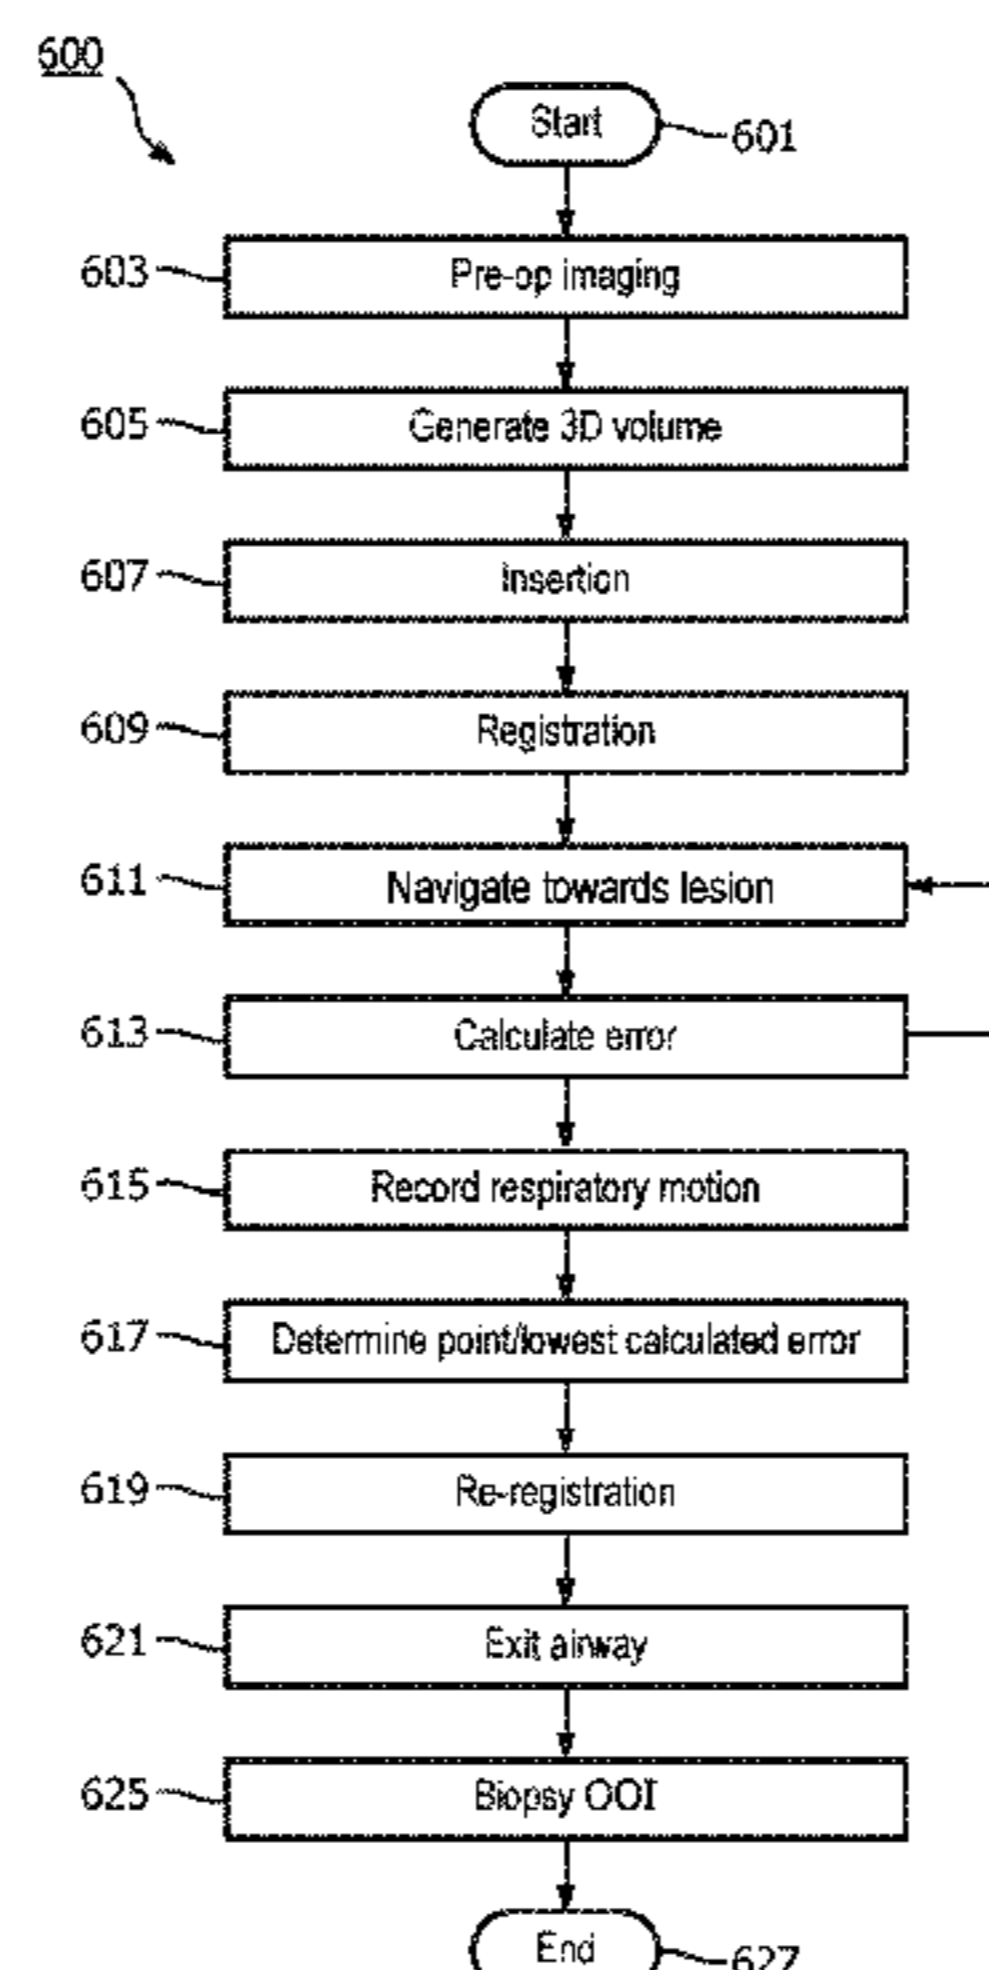 600
Start
601
603
Pre-op imaging
605
Generate 3D volume
607
Insertion
609
Registration
611
Navigate towards lesion
613
Calculate error
615
Record respiratory motion
617
Determine point/lowest calculated error
619
Re-registration
621
Exit airway
625
Biopsy OOI
End
627